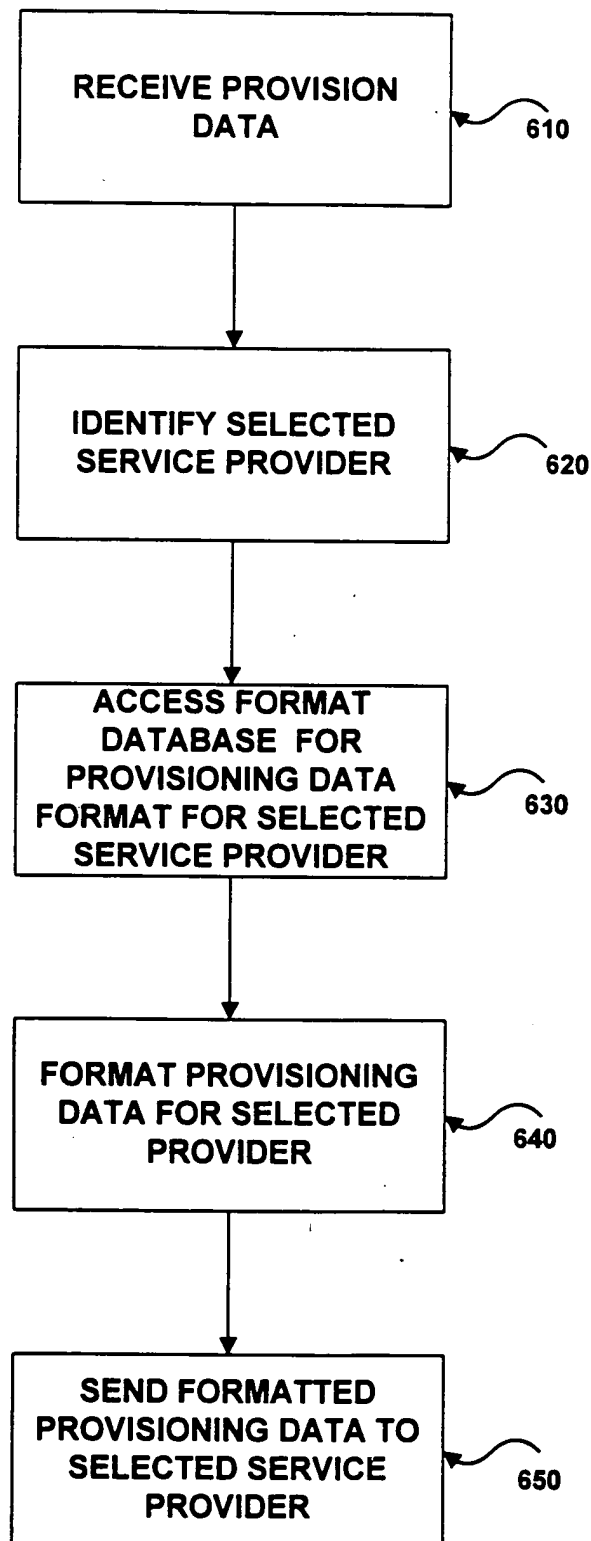 RECEIVE PROVISION
DATA
610
IDENTIFY SELECTED
SERVICE PROVIDER
620
ACCESS FORMAT
DATABASE FOR
PROVISIONING DATA
FORMAT FOR SELECTED
SERVICE PROVIDER
630
FORMAT PROVISIONING
DATA FOR SELECTED
PROVIDER
640
SEND FORMATTED
PROVISIONING DATA TO
SELECTED SERVICE
PROVIDER
650